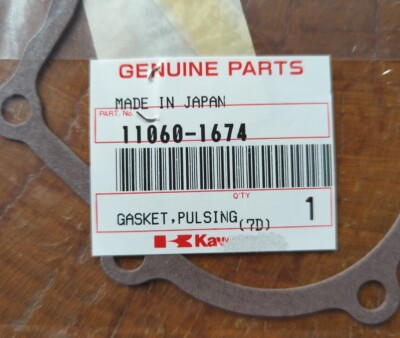 GENUINE PARTS
MADE IN JAPAN
PART. No.
11060-1674
Q'TY
GASKET,PULSING 1
(7D)